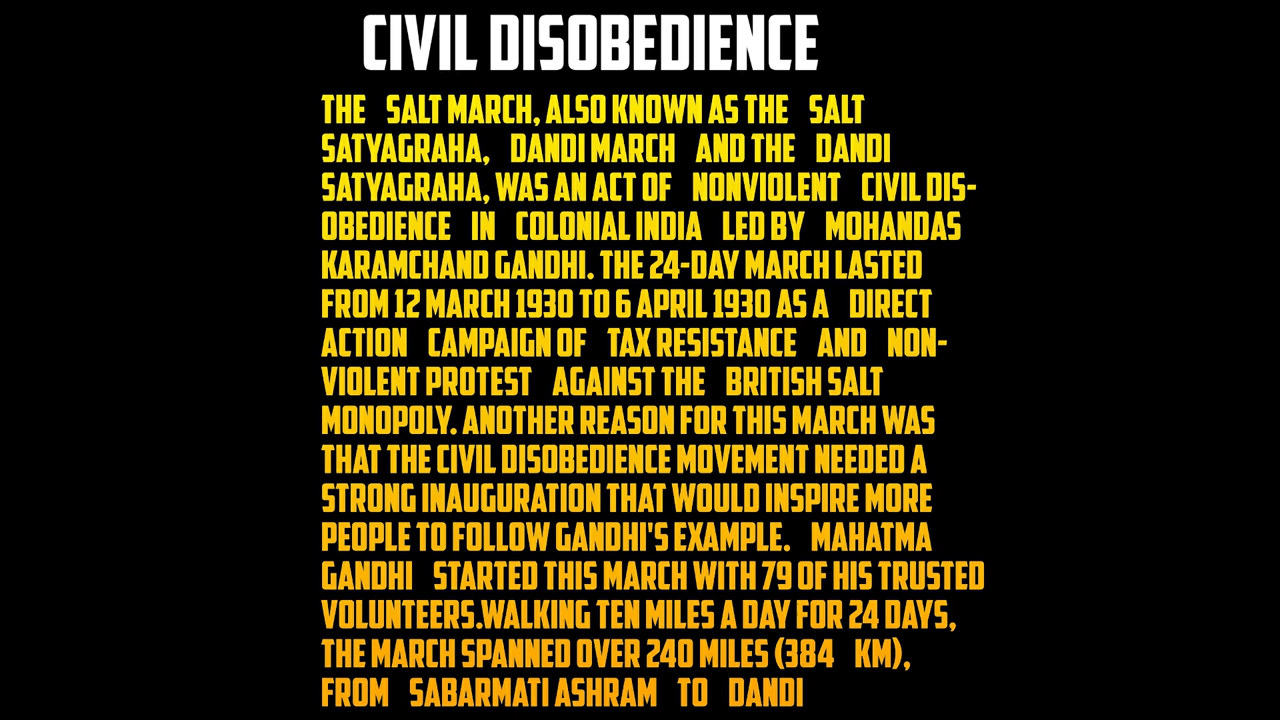 CIVIL DISOBEDIENCE
THE SALT MARCH, ALSO KNOWN AS THE SALT
SATYAGRAHA, DANDI MARCH AND THE DANDI
SATYAGRAHA, WAS AN ACT OF NONVIOLENT CIVIL DIS-
OBEDIENCE IN COLONIAL INDIA LED BY MOHANDAS
KARAMCHAND GANDHI. THE 24-DAY MARCH LASTED
FROM 12 MARCH 1930 TO 6 APRIL 1930 AS A DIRECT
ACTION CAMPAIGN OF TAX RESISTANCE AND NON-
VIOLENT PROTEST AGAINST THE BRITISH SALT
MONOPOLY. ANOTHER REASON FOR THIS MARCH WAS
THAT THE CIVIL DISOBEDIENCE MOVEMENT NEEDED A
STRONG INAUGURATION THAT WOULD INSPIRE MORE
PEOPLE TO FOLLOW GANDHI'S EXAMPLE. MAHATMA
GANDHI STARTED THIS MARCH WITH 79 OF HIS TRUSTED
VOLUNTEERS.WALKING TEN MILES A DAY FOR 24 DAYS,
THE MARCH SPANNED OVER 240 MILES (384 KM),
FROM SABARMATI ASHRAM TO DANDI